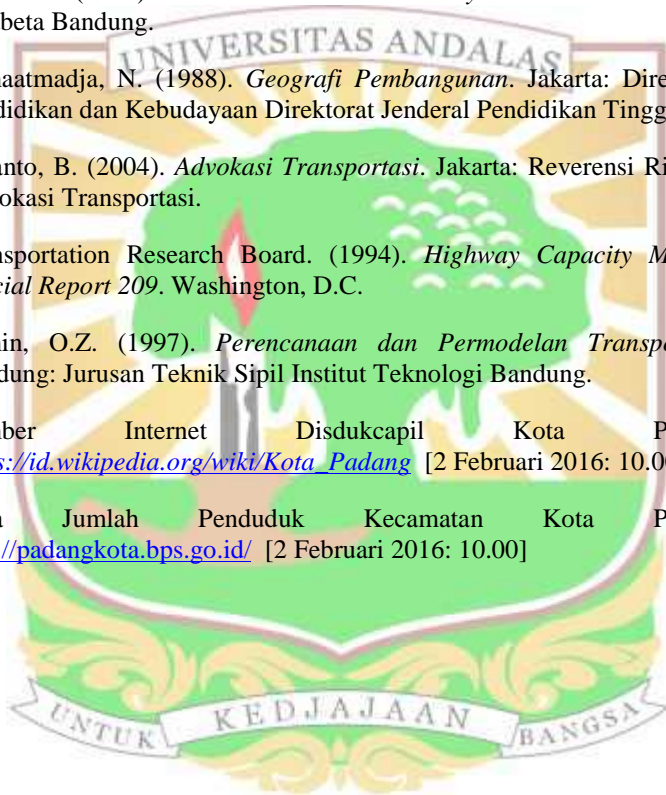 beta Bandung.
UNIVERSITAS ANDALAS
aatmadja, N. (1988). Geografi Pembangunan. Jakarta: Dire
didikan dan Kebudayaan Direktorat Jenderal Pendidikan Tingg
anto, B. (2004). Advokasi Transportasi. Jakarta: Reverensi Ri
okasi Transportasi.
nsportation Research Board. (1994). Highway Capacity M
cial Report 209. Washington, D.C.
nin, O.Z. (1997). Perencanaan dan Permodelan Transpo
dung: Jurusan Teknik Sipil Institut Teknologi Bandung.
ber Internet Disdukcapil Kota P
s://id.wikipedia.org/wiki/Kota_Padang [2 Februari 2016: 10.00
a Jumlah Penduduk Kecamatan Kota P
://padangkota.bps.go.id/ [2 Februari 2016: 10.00]
UNTUK KEDJAJAAN BANGSA